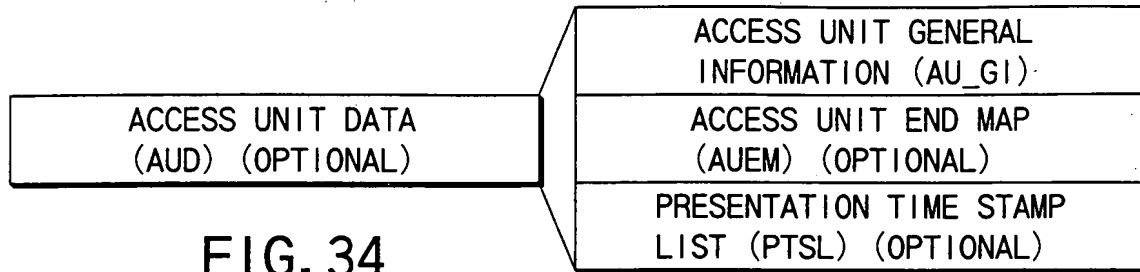 ACCESS UNIT DATA
(AUD) (OPTIONAL)
ACCESS UNIT GENERAL
INFORMATION (AU_GI)
ACCESS UNIT END MAP
(AUEM) (OPTIONAL)
PRESENTATION TIME STAMP
LIST (PTSL) (OPTIONAL)
FIG. 34